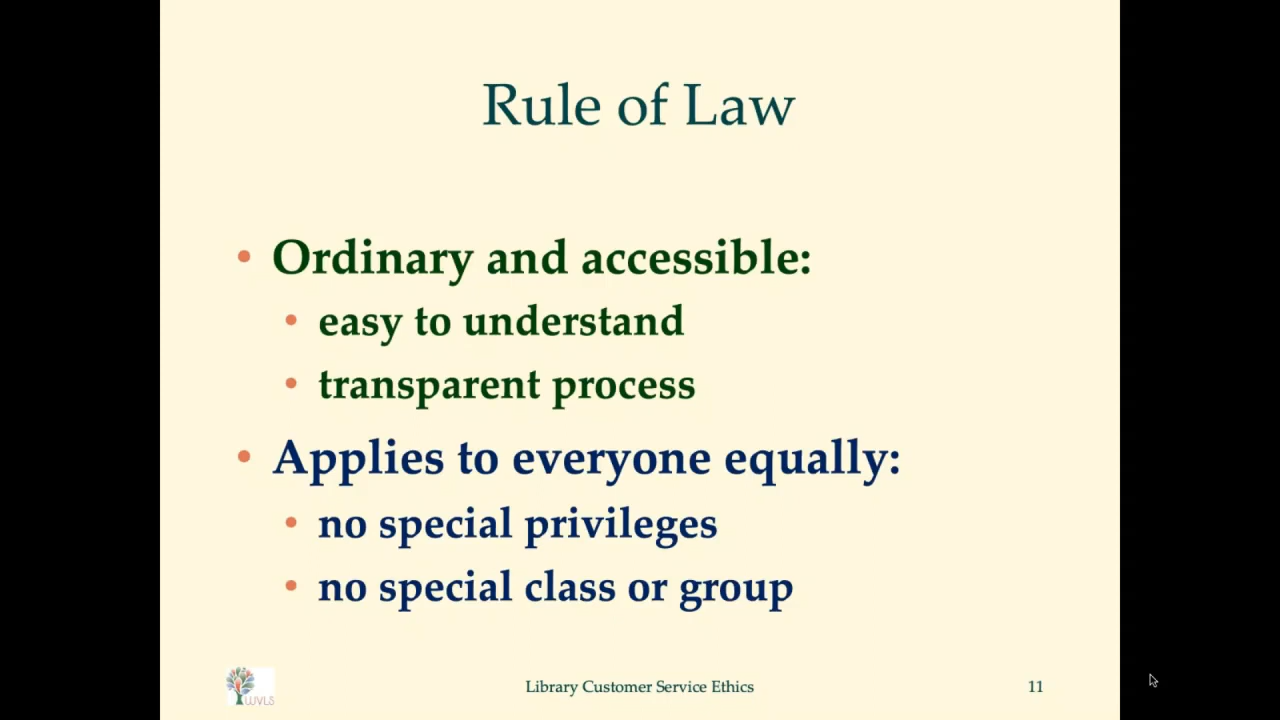 Rule of Law
• Ordinary and accessible:
• easy to understand
• transparent process
• Applies to everyone equally:
• no special privileges
• no special class or group
WVLS
Library Customer Service Ethics
11